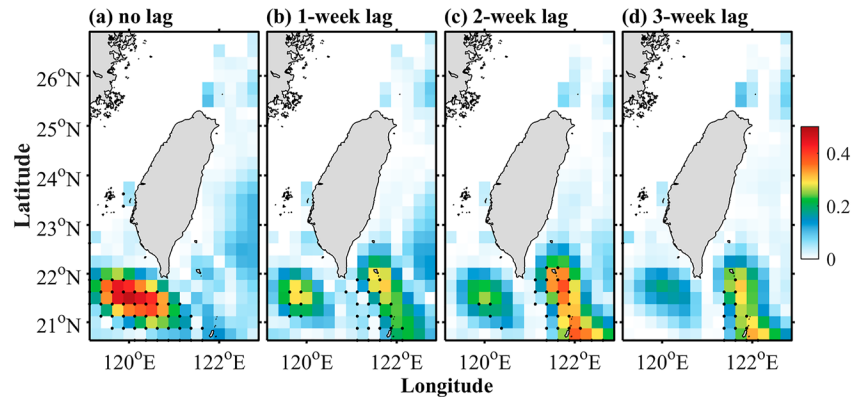 (a) no lag
(b) 1-week lag
(c) 2-week lag
(d) 3-week lag
Latitude
26°N
25°N
24°N
23°N
22°N
21°N
120°E 122°E
120°E 122°E
120°E 122°E
120°E 122°E
Longitude
0.4
0.2
0